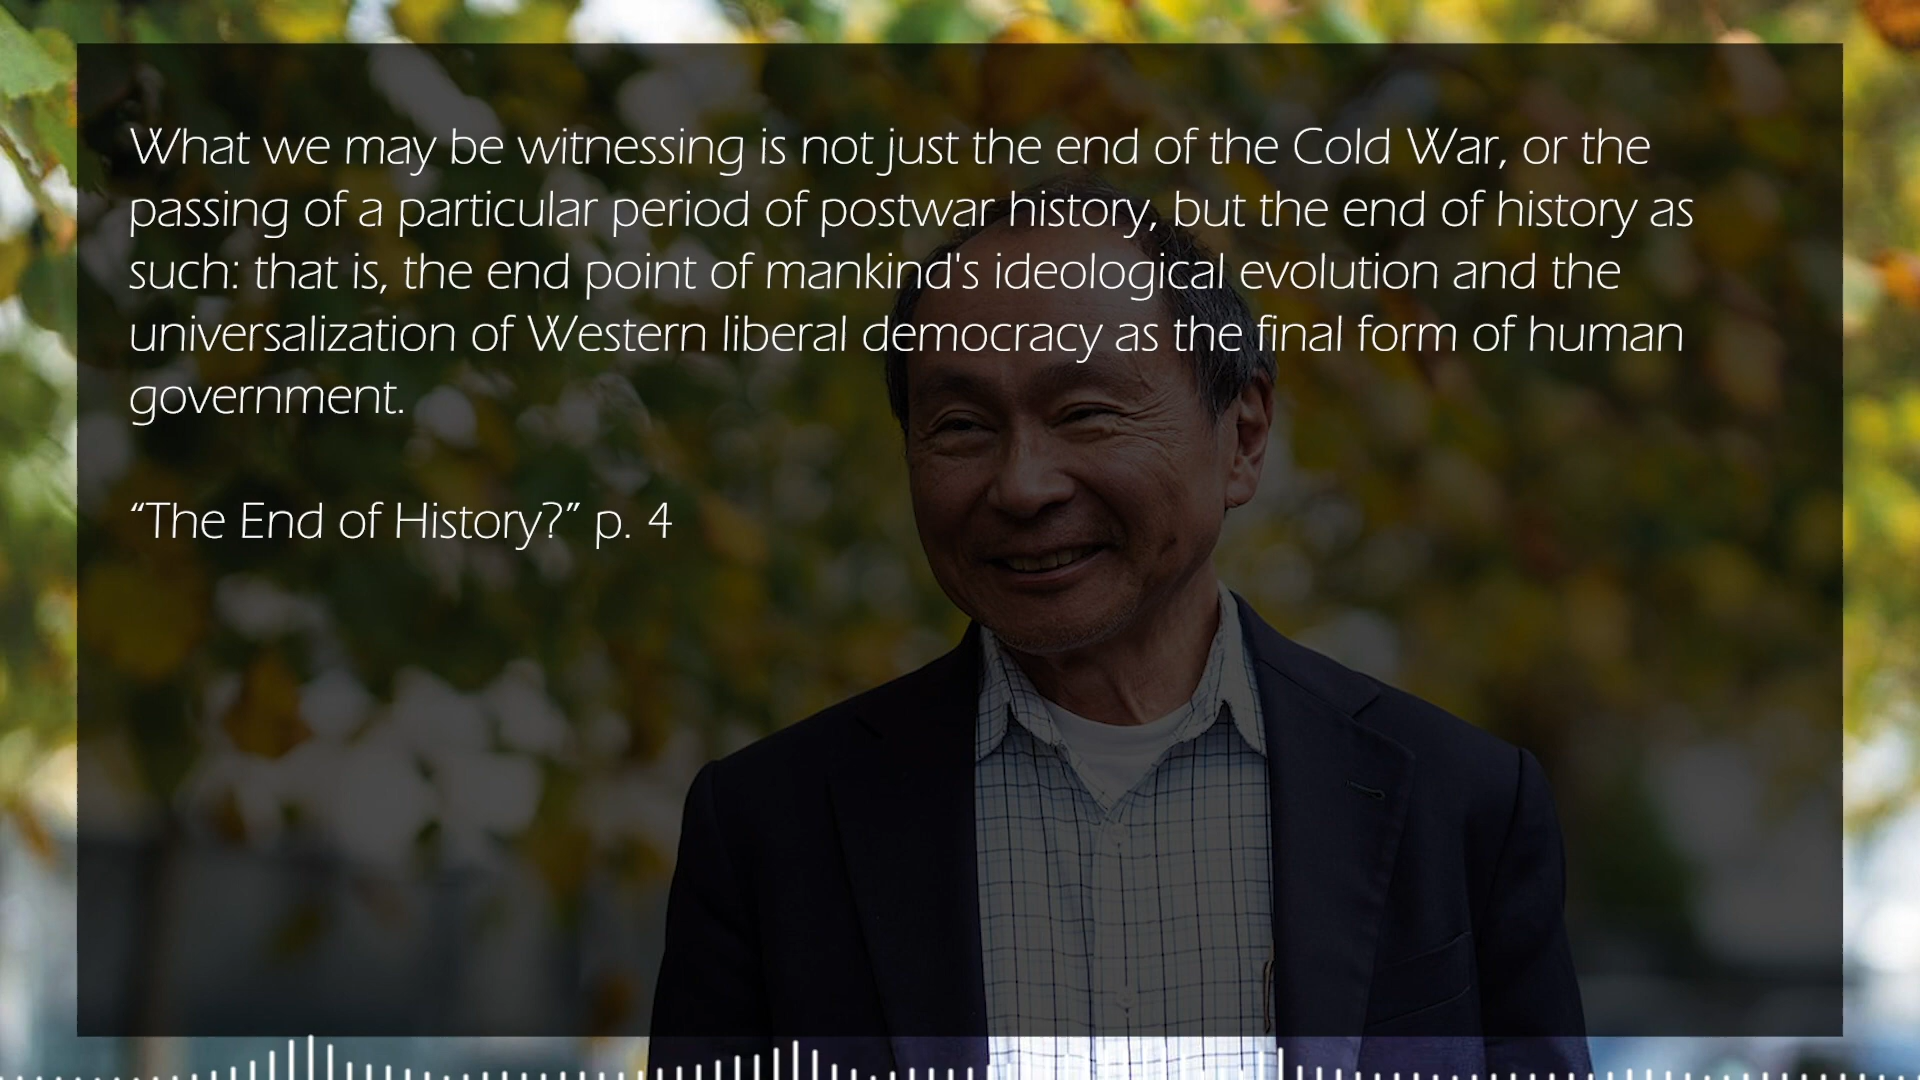 What we may be witnessing is not just the end of the Cold War, or the
passing of a particular period of postwar history, but the end of history as
such: that is, the end point of mankind's ideological evolution and the
universalization of Western liberal democracy as the final form of human
government.
“The End of History?” p. 4